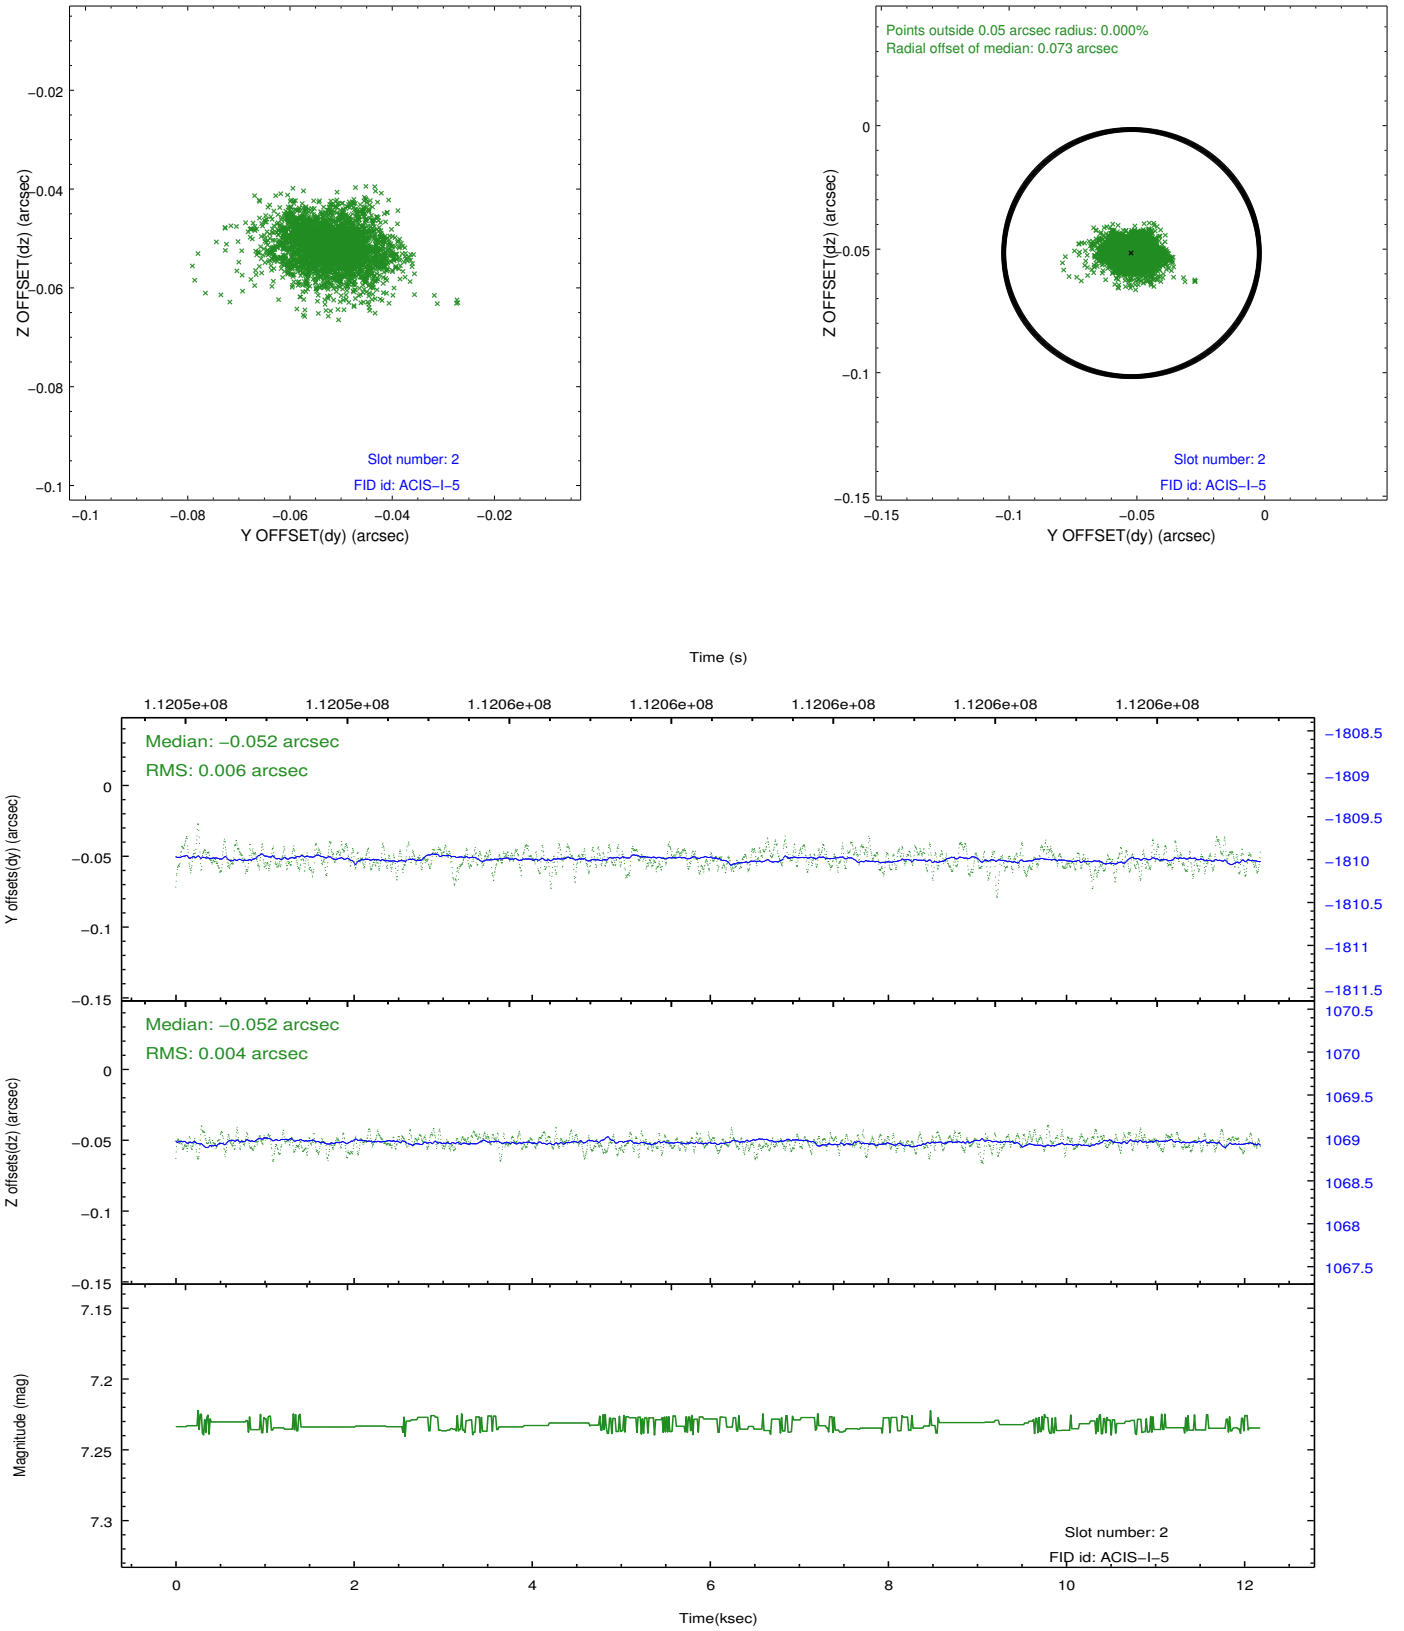 −0.02
−0.04
−0.06
−0.08
−0.1
Z OFFSET(dz) (arcsec)
Slot number: 2
FID id: ACIS−I−5
−0.1 −0.08 −0.06 −0.04 −0.02
Y OFFSET(dy) (arcsec)
Points outside 0.05 arcsec radius: 0.000%
Radial offset of median: 0.073 arcsec
0
−0.05
−0.1
−0.15
Z OFFSET(dz) (arcsec)
Slot number: 2
FID id: ACIS−I−5
−0.15 −0.1 −0.05 0
Y OFFSET(dy) (arcsec)
Time (s)
1.1205e+08 1.1205e+08 1.1206e+08 1.1206e+08 1.1206e+08 1.1206e+08 1.1206e+08
Median: −0.052 arcsec
RMS: 0.006 arcsec
0
−0.05
−0.1
−0.15
Y offsets(dy) (arcsec)
−1808.5
−1809
−1809.5
−1810
−1810.5
−1811
−1811.5
Median: −0.052 arcsec
RMS: 0.004 arcsec
0
−0.05
−0.1
−0.15
Z offsets(dz) (arcsec)
1070.5
1070
1069.5
1069
1068.5
1068
1067.5
7.15
7.2
7.25
7.3
Magnitude (mag)
Slot number: 2
FID id: ACIS−I−5
0 2 4 6 8 10 12
Time(ksec)